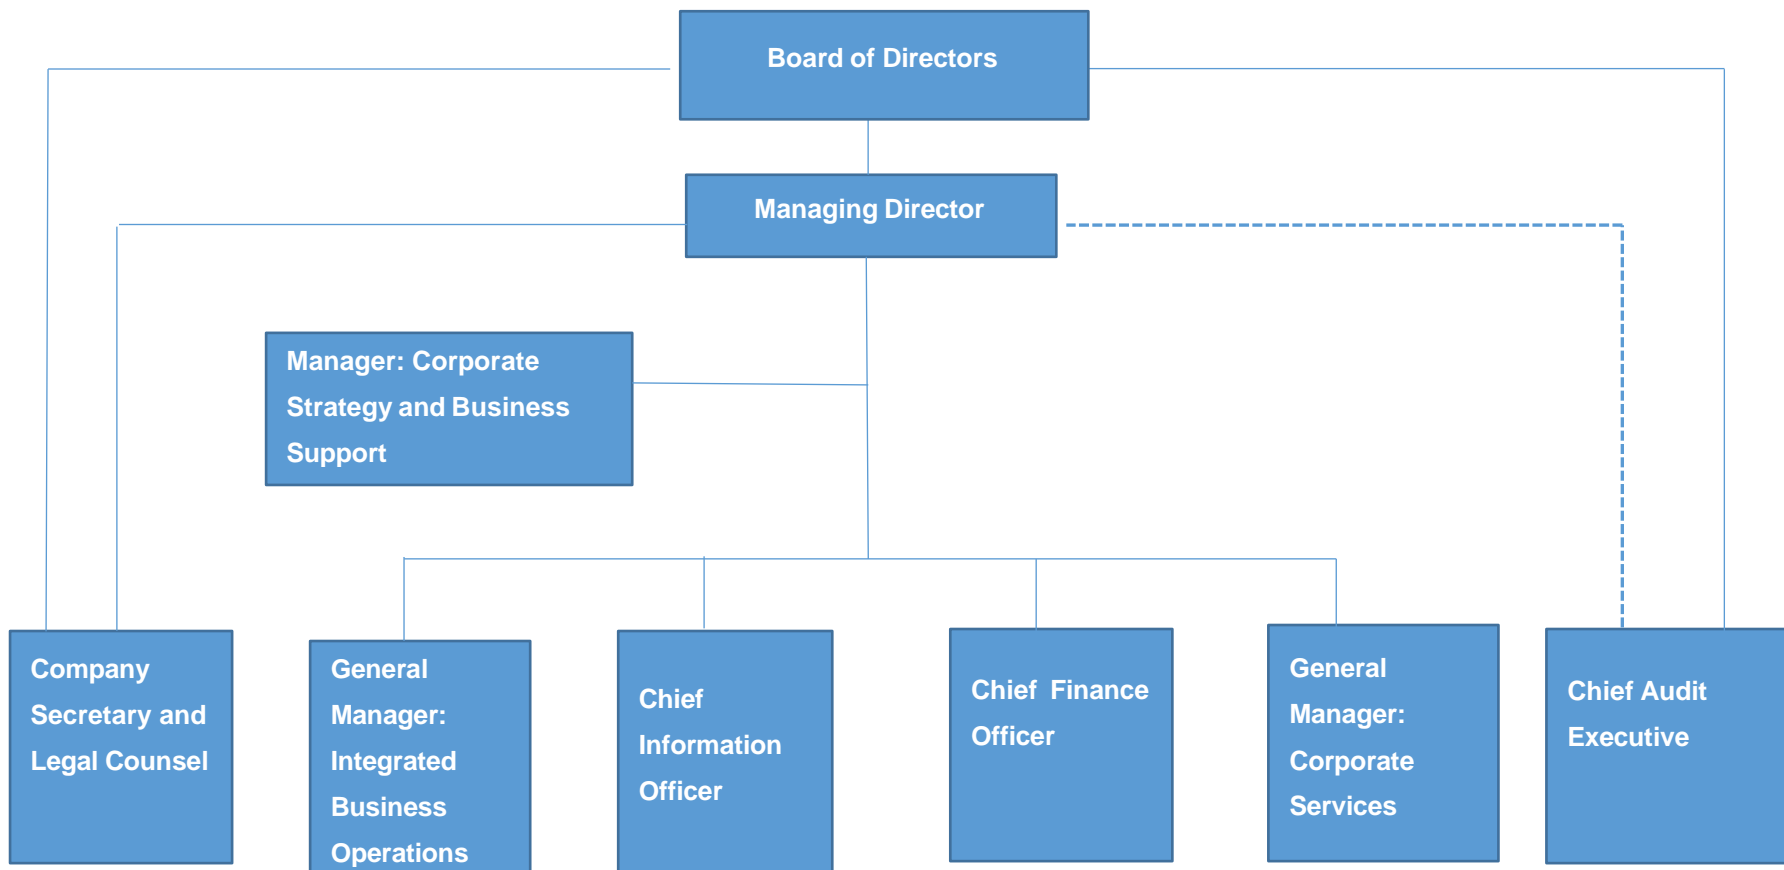 Board of Directors
Managing Director
Manager: Corporate
Strategy and Business
Support
Company
Secretary and
Legal Counsel
General
Manager:
Integrated
Business
Operations
Chief
Information
Officer
Chief Finance
Officer
General
Manager:
Corporate
Services
Chief Audit
Executive